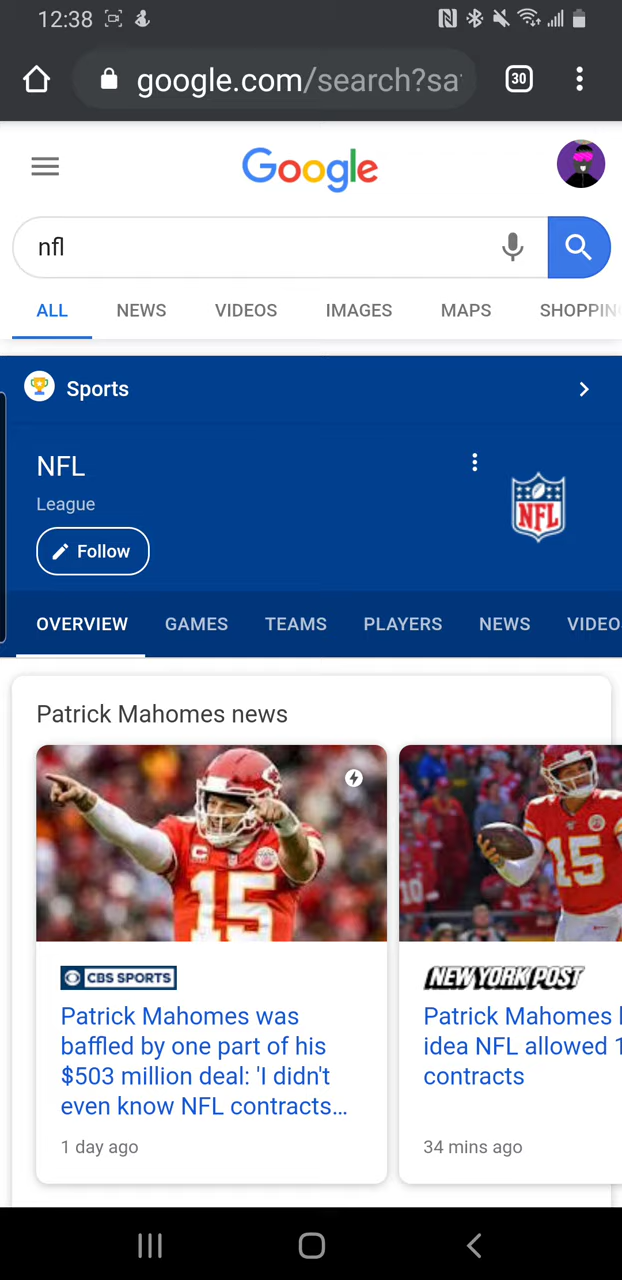 12:38
google.com/search?sa
30
Google
nfl
ALL NEWS VIDEOS IMAGES MAPS SHOPPIN
Sports
NFL
League
NFL
Follow
OVERVIEW GAMES TEAMS PLAYERS NEWS VIDEO
Patrick Mahomes news
15
15
CBS SPORTS
Patrick Mahomes was
baffled by one part of his
$503 million deal: 'I didn't
even know NFL contracts...
1 day ago
NEW YORK POST
Patrick Mahomes
idea NFL allowed 1
contracts
34 mins ago